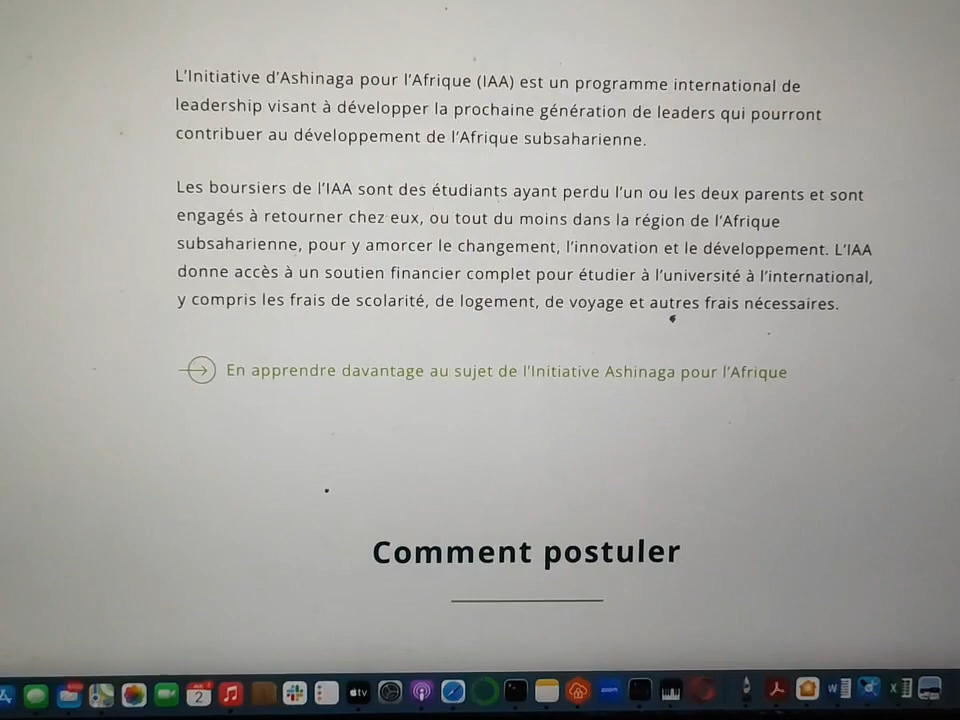 L'Initiative d'Ashinaga pour l'Afrique (IAA) est un programme international de
leadership visant à développer la prochaine génération de leaders qui pourront
contribuer au développement de l'Afrique subsaharienne.
Les boursiers de l'IAA sont des étudiants ayant perdu l'un ou les deux parents et sont
engagés à retourner chez eux, ou tout du moins dans la région de l'Afrique
subsaharienne, pour y amorcer le changement, l'innovation et le développement. L'IAA
donne accès à un soutien financier complet pour étudier à l'université à l'international,
y compris les frais de scolarité, de logement, de voyage et autres frais nécessaires.
En apprendre davantage au sujet de l'Initiative Ashinaga pour l'Afrique
Comment postuler
2 tv zoom W X